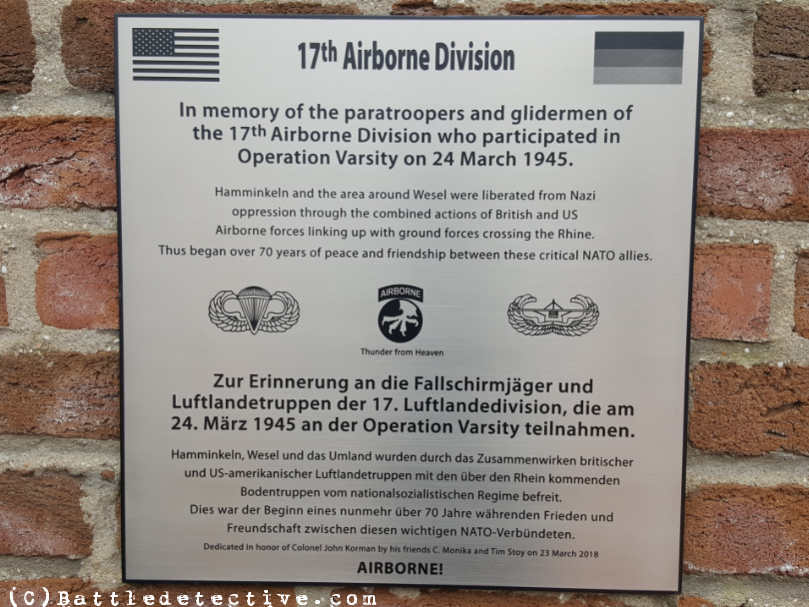 17th Airborne Division
In memory of the paratroopers and glidermen of
the 17th Airborne Division who participated in
Operation Varsity on 24 March 1945.
Hamminkeln and the area around Wesel were liberated from Nazi
oppression through the combined actions of British and US
Airborne forces linking up with ground forces crossing the Rhine.
Thus began over 70 years of peace and friendship between these critical NATO allies.
AIRBORNE
Thunder from Heaven
Zur Erinnerung an die Fallschirmjäger und
Luftlandetruppen der 17. Luftlandedivision, die am
24. März 1945 an der Operation Varsity teilnahmen.
Hamminkeln, Wesel und das Umland wurden durch das Zusammenwirken britischer
und US-amerikanischer Luftlandetruppen mit den über den Rhein kommenden
Bodentruppen vom nationalsozialistischen Regime befreit.
Dies war der Beginn eines nunmehr über 70 Jahre währenden Frieden und
Freundschaft zwischen diesen wichtigen NATO-Verbündeten.
Dedicated in honor of Colonel John Korman by his friends C. Monika and Tim Stoy on 23 March 2018
AIRBORNE!
(C)Battledetective.com